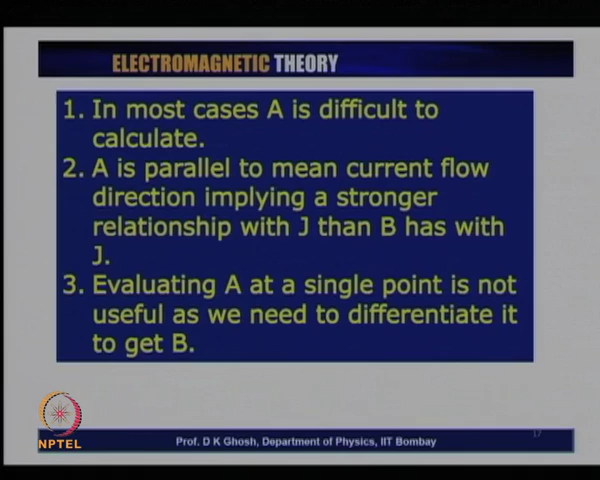 ELECTROMAGNETIC THEORY
1. In most cases A is difficult to
calculate.
2. A is parallel to mean current flow
direction implying a stronger
relationship with J than B has with
J.
3. Evaluating A at a single point is not
useful as we need to differentiate it
to get B.
NPTEL
Prof. D K Ghosh, Department of Physics, IIT Bombay
17